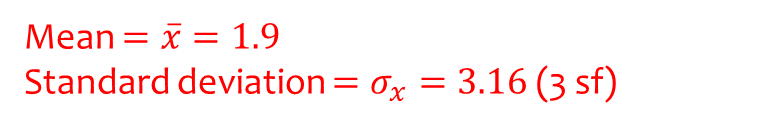 Mean = x̄ = 1.9
Standard deviation = σₓ = 3.16 (3 sf)